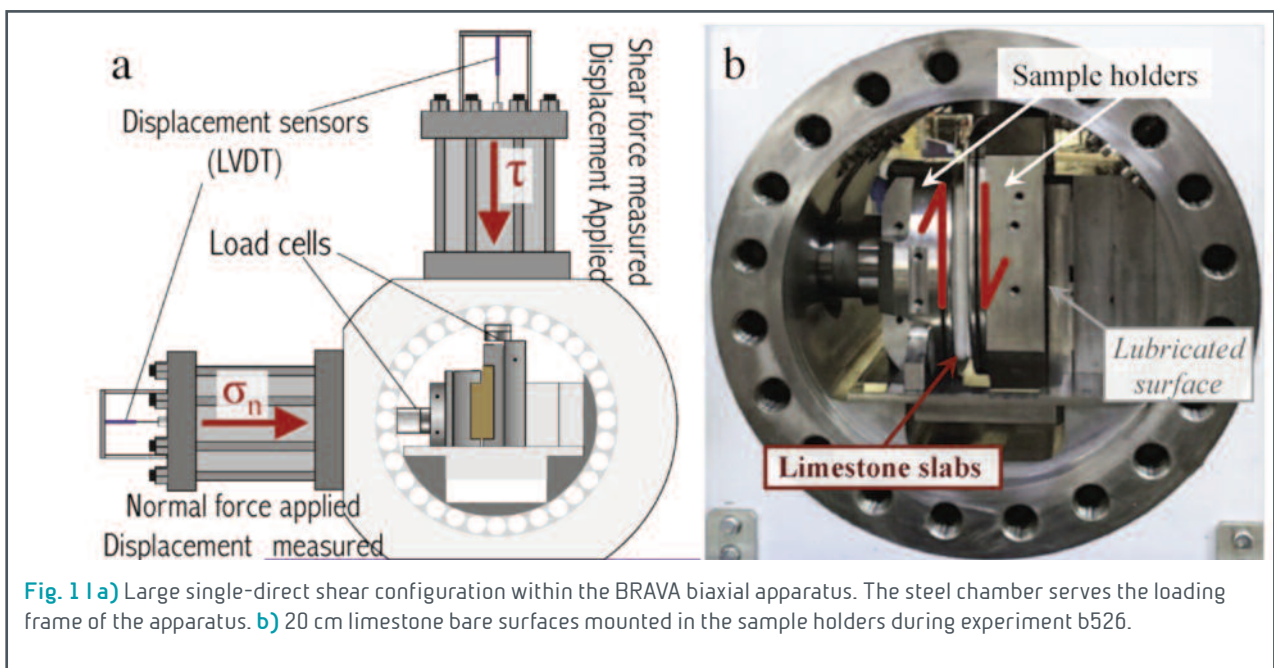 a
Displacement sensors
(LVDT)
Shear force measured
Displacement Applied
τ
Load cells
σn
Normal force applied
Displacement measured
b
Sample holders
Lubricated
surface
Limestone slabs
Fig. 1 I a) Large single-direct shear configuration within the BRAVA biaxial apparatus. The steel chamber serves the loading
frame of the apparatus. b) 20 cm limestone bare surfaces mounted in the sample holders during experiment b526.